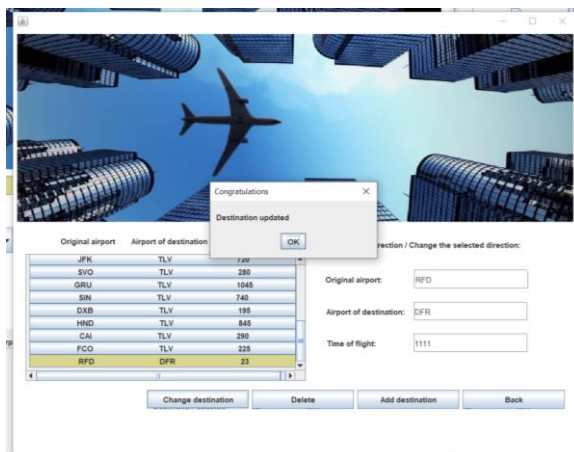 Congratulations
Destination updated
OK
Original airport Airport of destination
rection / Change the selected direction:
JFK TLV 720
SVO TLV 280
GRU TLV 1045
SIN TLV 740
DXB TLV 195
HND TLV 845
CAI TLV 290
FCO TLV 225
RFD DFR 23
Original airport: RFD
Airport of destination: DFR
Time of flight: 1111
Change destination Delete Add destination Back